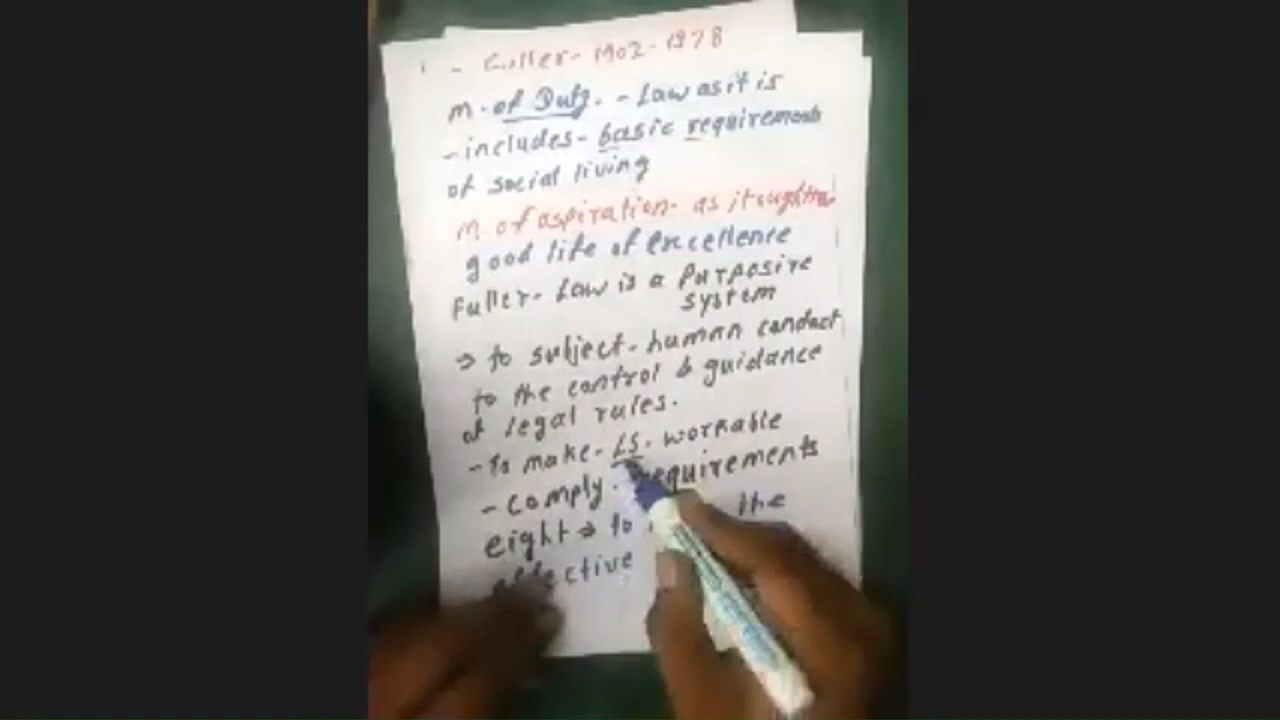 - Fuller- 1902-1978
M. of Duty. - Law as it is
- includes- basic requirements
of social living
M. of aspiration- as it ought to
good life of excellence
Fuller- Law is a Purposive
system
⇒ to subject- human conduct
to the control & guidance
of legal rules.
- To make- LS. workable
- comply. requirements
eight ⇒ to the
effective